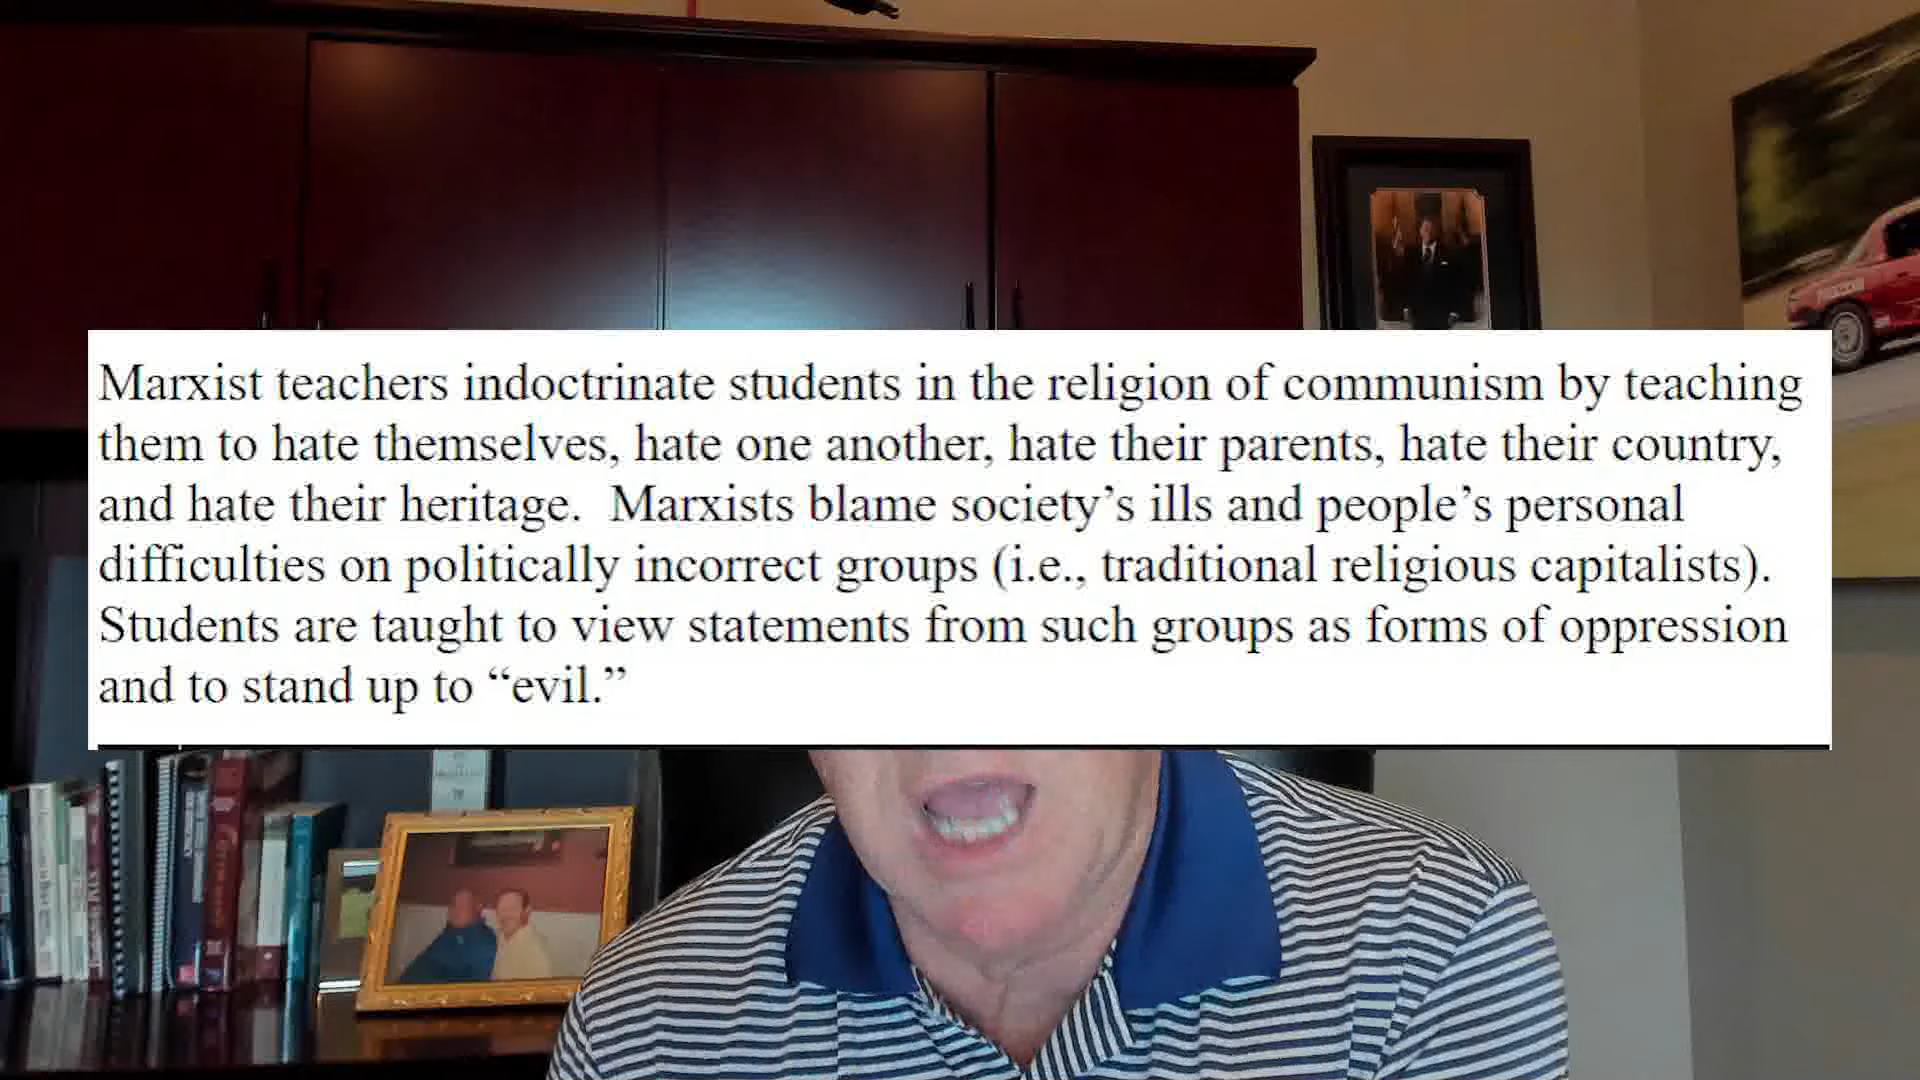 Marxist teachers indoctrinate students in the religion of communism by teaching
them to hate themselves, hate one another, hate their parents, hate their country,
and hate their heritage.  Marxists blame society’s ills and people’s personal
difficulties on politically incorrect groups (i.e., traditional religious capitalists).
Students are taught to view statements from such groups as forms of oppression
and to stand up to “evil.”